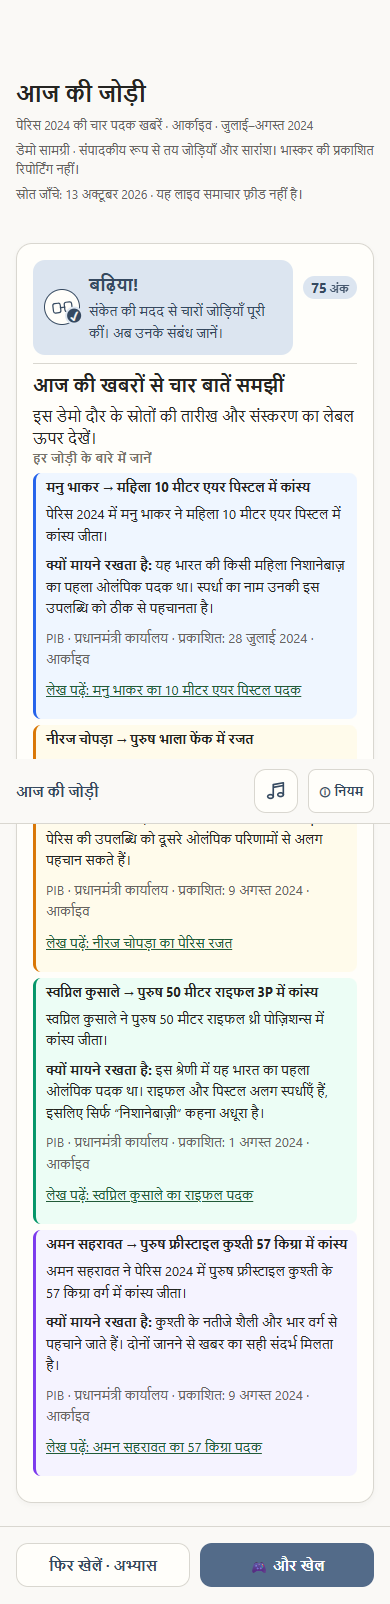 आज की जोड़ी
पेरिस 2024 की चार पदक खबरें · आर्काइव · जुलाई–अगस्त 2024
डेमो सामग्री · संपादकीय रूप से तय जोड़ियाँ और सारांश। भास्कर की प्रकाशित
रिपोर्टिंग नहीं।
स्रोत जाँचे: 13 अक्टूबर 2026 · यह लाइव समाचार फ़ीड नहीं है।
बढ़िया!
संकेत की मदद से चारों जोड़ियाँ पूरी
कीं। अब उनके संबंध जानें।
75 अंक
आज की खबरों से चार बातें समझीं
इस डेमो दौर के स्रोतों की तारीख और संस्करण का लेबल
ऊपर देखें।
हर जोड़ी के बारे में जानें
मनु भाकर → महिला 10 मीटर एयर पिस्टल में कांस्य
पेरिस 2024 में मनु भाकर ने महिला 10 मीटर एयर पिस्टल में
कांस्य जीता।
क्यों मायने रखता है: यह भारत की किसी महिला निशानेबाज़
का पहला ओलंपिक पदक था। स्पर्धा का नाम उनकी इस
उपलब्धि को ठीक से पहचानता है।
PIB · प्रधानमंत्री कार्यालय · प्रकाशित: 28 जुलाई 2024 ·
आर्काइव
लेख पढ़ें: मनु भाकर का 10 मीटर एयर पिस्टल पदक
नीरज चोपड़ा → पुरुष भाला फेंक में रजत
आज की जोड़ी
नियम
पेरिस की उपलब्धि को दूसरे ओलंपिक परिणामों से अलग
पहचान सकते हैं।
PIB · प्रधानमंत्री कार्यालय · प्रकाशित: 9 अगस्त 2024 ·
आर्काइव
लेख पढ़ें: नीरज चोपड़ा का पेरिस रजत
स्वप्निल कुसाले → पुरुष 50 मीटर राइफल 3P में कांस्य
स्वप्निल कुसाले ने पुरुष 50 मीटर राइफल थ्री पोज़िशन्स में
कांस्य जीता।
क्यों मायने रखता है: इस श्रेणी में यह भारत का पहला
ओलंपिक पदक था। राइफल और पिस्टल अलग स्पर्धाएँ हैं,
इसलिए सिर्फ “निशानेबाज़ी” कहना अधूरा है।
PIB · प्रधानमंत्री कार्यालय · प्रकाशित: 1 अगस्त 2024 ·
आर्काइव
लेख पढ़ें: स्वप्निल कुसाले का राइफल पदक
अमन सहरावत → पुरुष फ्रीस्टाइल कुश्ती 57 किग्रा में कांस्य
अमन सहरावत ने पेरिस 2024 में पुरुष फ्रीस्टाइल कुश्ती के
57 किग्रा वर्ग में कांस्य जीता।
क्यों मायने रखता है: कुश्ती के नतीजे शैली और भार वर्ग से
पहचाने जाते हैं। दोनों जानने से खबर का सही संदर्भ मिलता
है।
PIB · प्रधानमंत्री कार्यालय · प्रकाशित: 9 अगस्त 2024 ·
आर्काइव
लेख पढ़ें: अमन सहरावत का 57 किग्रा पदक
फिर खेलें · अभ्यास
और खेल